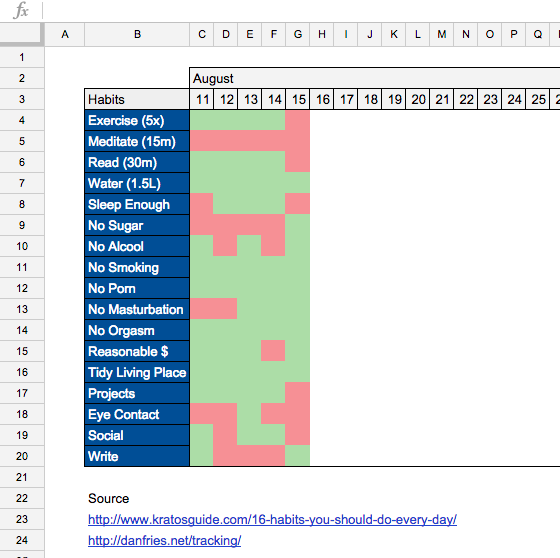 fx
A B C D E F G H I J K L M N O P Q
1
2 August
3 Habits 11 12 13 14 15 16 17 18 19 20 21 22 23 24 25
4 Exercise (5x)
5 Meditate (15m)
6 Read (30m)
7 Water (1.5L)
8 Sleep Enough
9 No Sugar
10 No Alcool
11 No Smoking
12 No Porn
13 No Masturbation
14 No Orgasm
15 Reasonable $
16 Tidy Living Place
17 Projects
18 Eye Contact
19 Social
20 Write
21
22 Source
23 http://www.kratosguide.com/16-habits-you-should-do-every-day/
24 http://danfries.net/tracking/